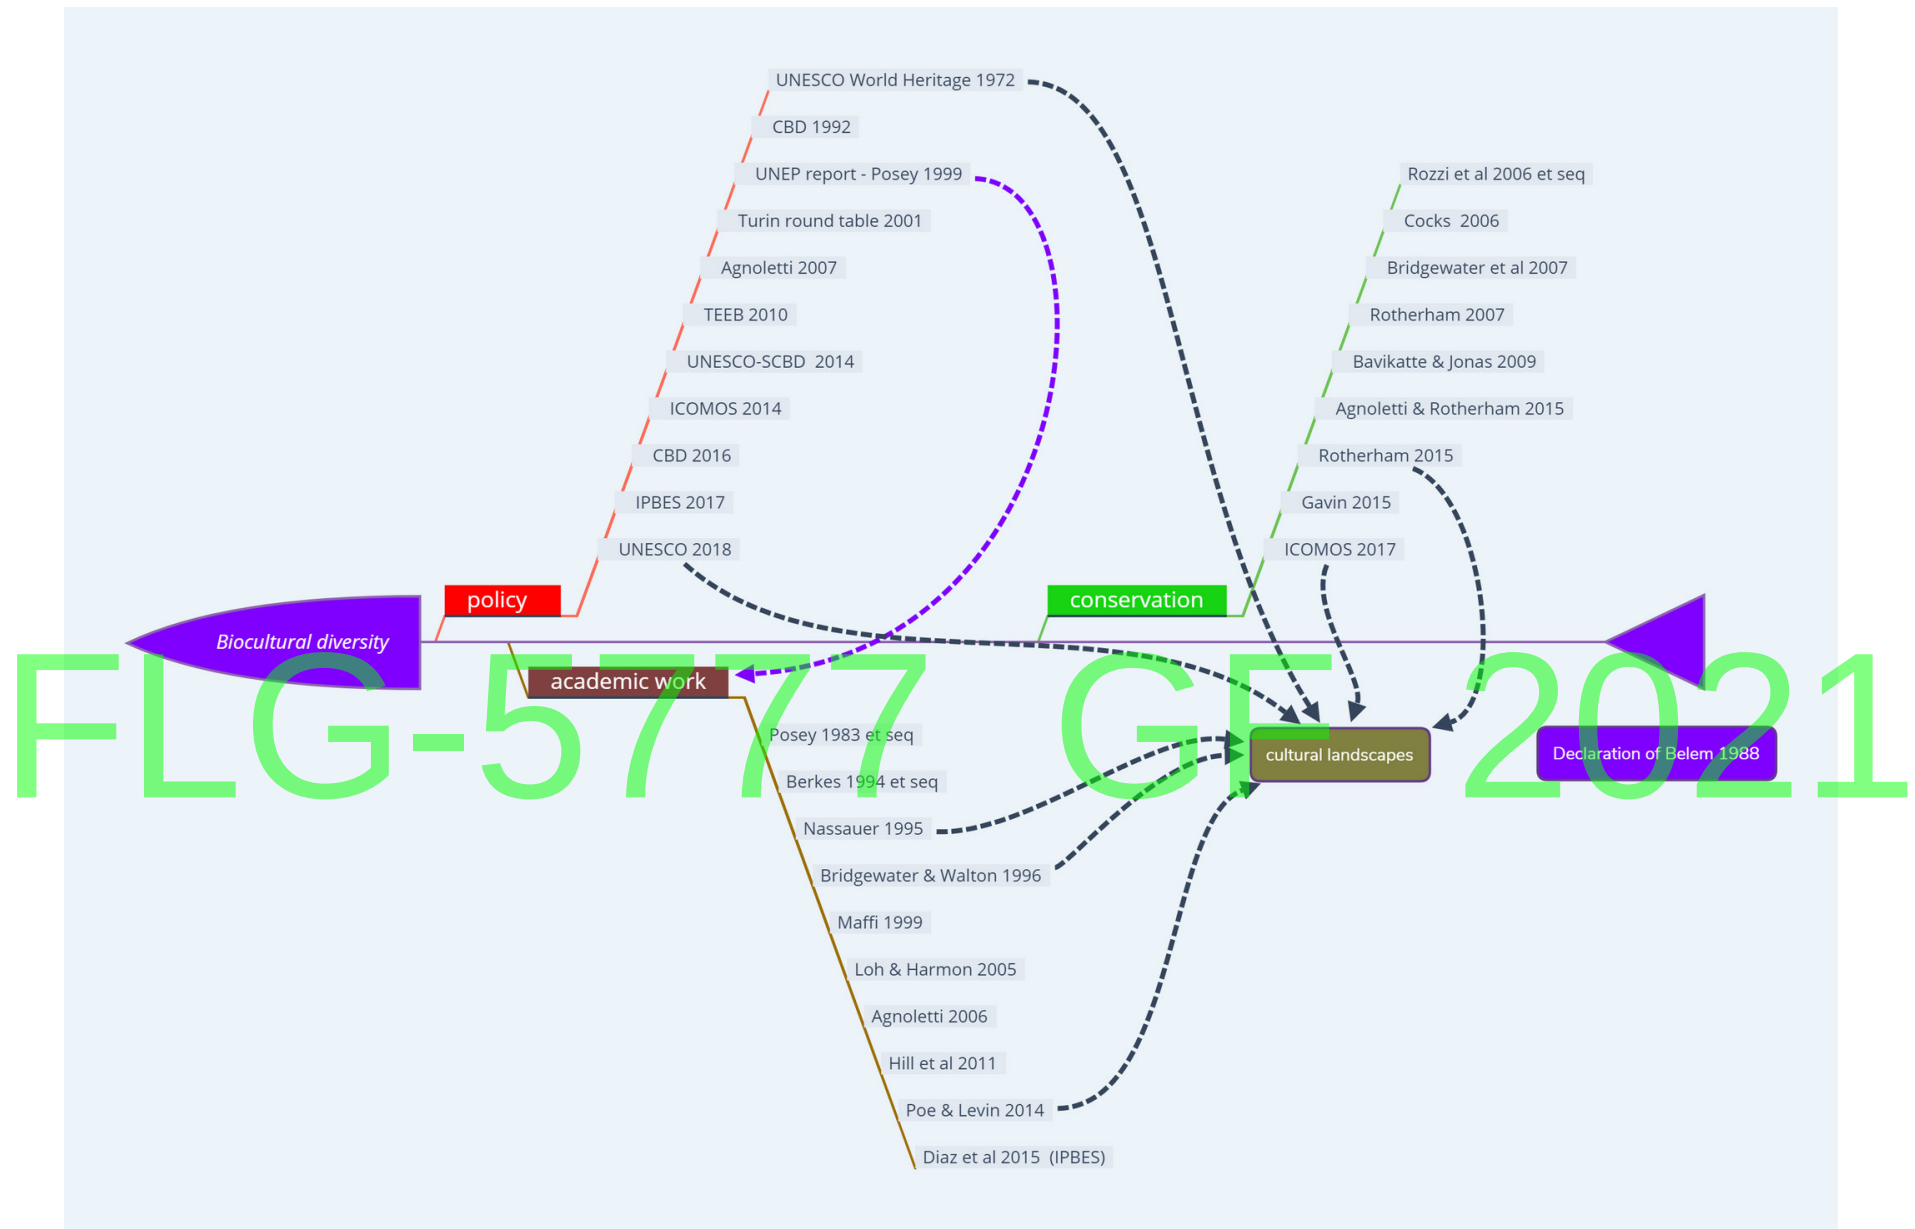 UNESCO World Heritage 1972
CBD 1992
UNEP report - Posey 1999
Turin round table 2001
Agnoletti 2007
TEEB 2010
UNESCO-SCBD 2014
ICOMOS 2014
CBD 2016
IPBES 2017
UNESCO 2018
policy
Rozzi et al 2006 et seq
Cocks 2006
Bridgewater et al 2007
Rotherham 2007
Bavikatte & Jonas 2009
Agnoletti & Rotherham 2015
Rotherham 2015
Gavin 2015
ICOMOS 2017
conservation
Biocultural diversity
academic work
Posey 1983 et seq
Berkes 1994 et seq
Nassauer 1995
Bridgewater & Walton 1996
Maffi 1999
Loh & Harmon 2005
Agnoletti 2006
Hill et al 2011
Poe & Levin 2014
Diaz et al 2015 (IPBES)
cultural landscapes
Declaration of Belem 1988
FLG-5777 GF 2021